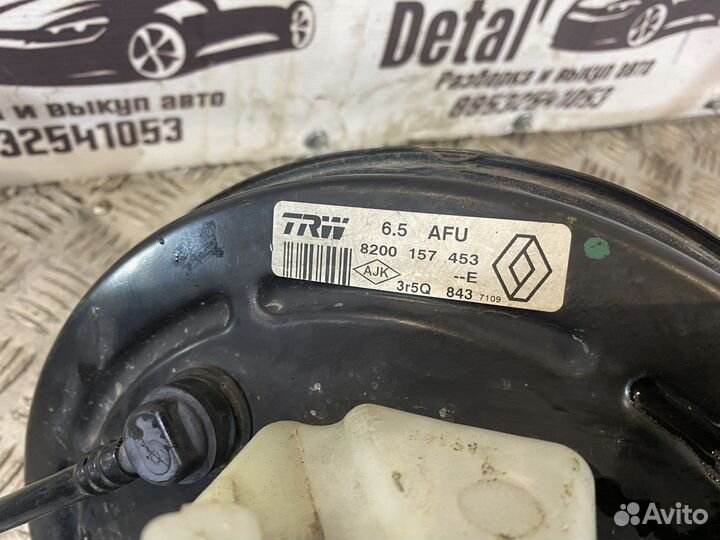 Detal'
Разборка и выкуп авто
89532541053
и выкуп авто
32541053
TRW 6.5 AFU
8200 157 453
AJK --E
3r5Q 843 7109
Avito